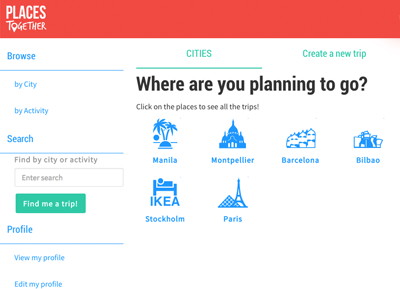 PLACES
TOGETHER
Browse
by City
by Activity
Search
Find by city or activity
Enter search
Find me a trip!
Profile
View my profile
Edit my profile
CITIES
Create a new trip
Where are you planning to go?
Click on the places to see all the trips!
Manila
Montpellier
Barcelona
Bilbao
IKEA
Stockholm
Paris